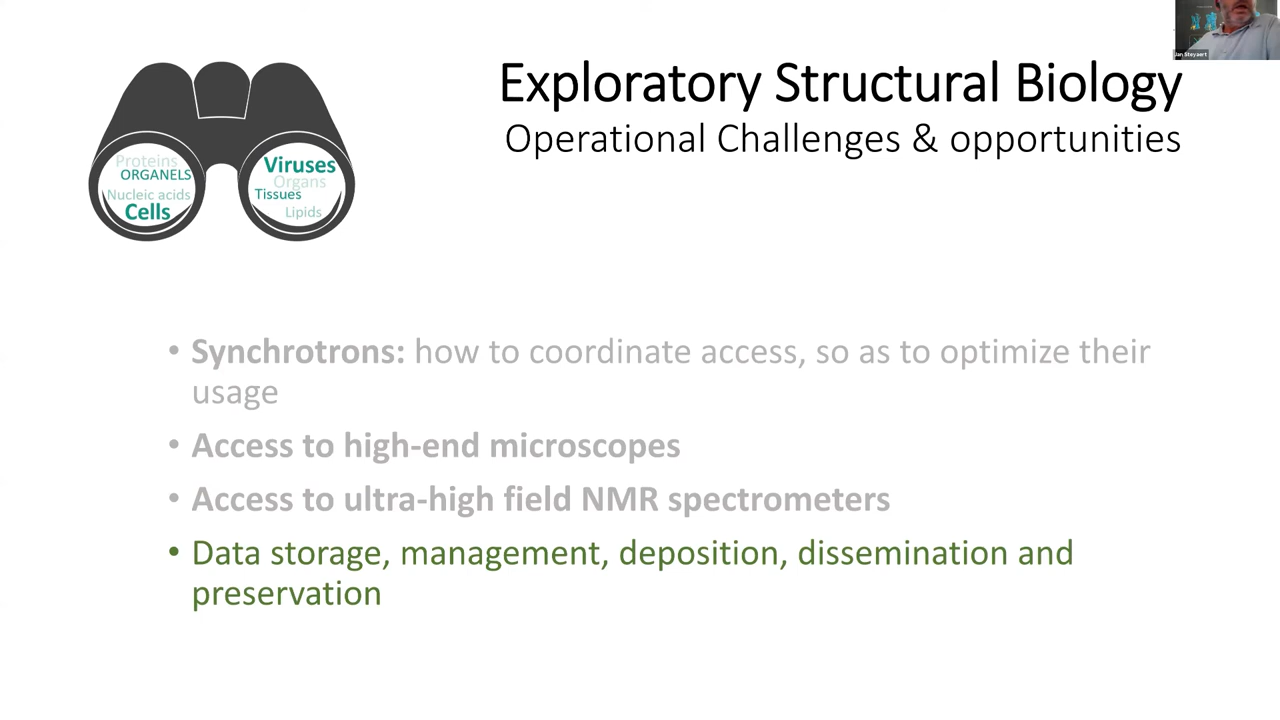 Jan Steyaert
Exploratory Structural Biology
Operational Challenges & opportunities
Proteins
ORGANELS
Nucleic acids
Cells
Viruses
Organs
Tissues
Lipids
• Synchrotrons: how to coordinate access, so as to optimize their
usage
• Access to high-end microscopes
• Access to ultra-high field NMR spectrometers
• Data storage, management, deposition, dissemination and
preservation